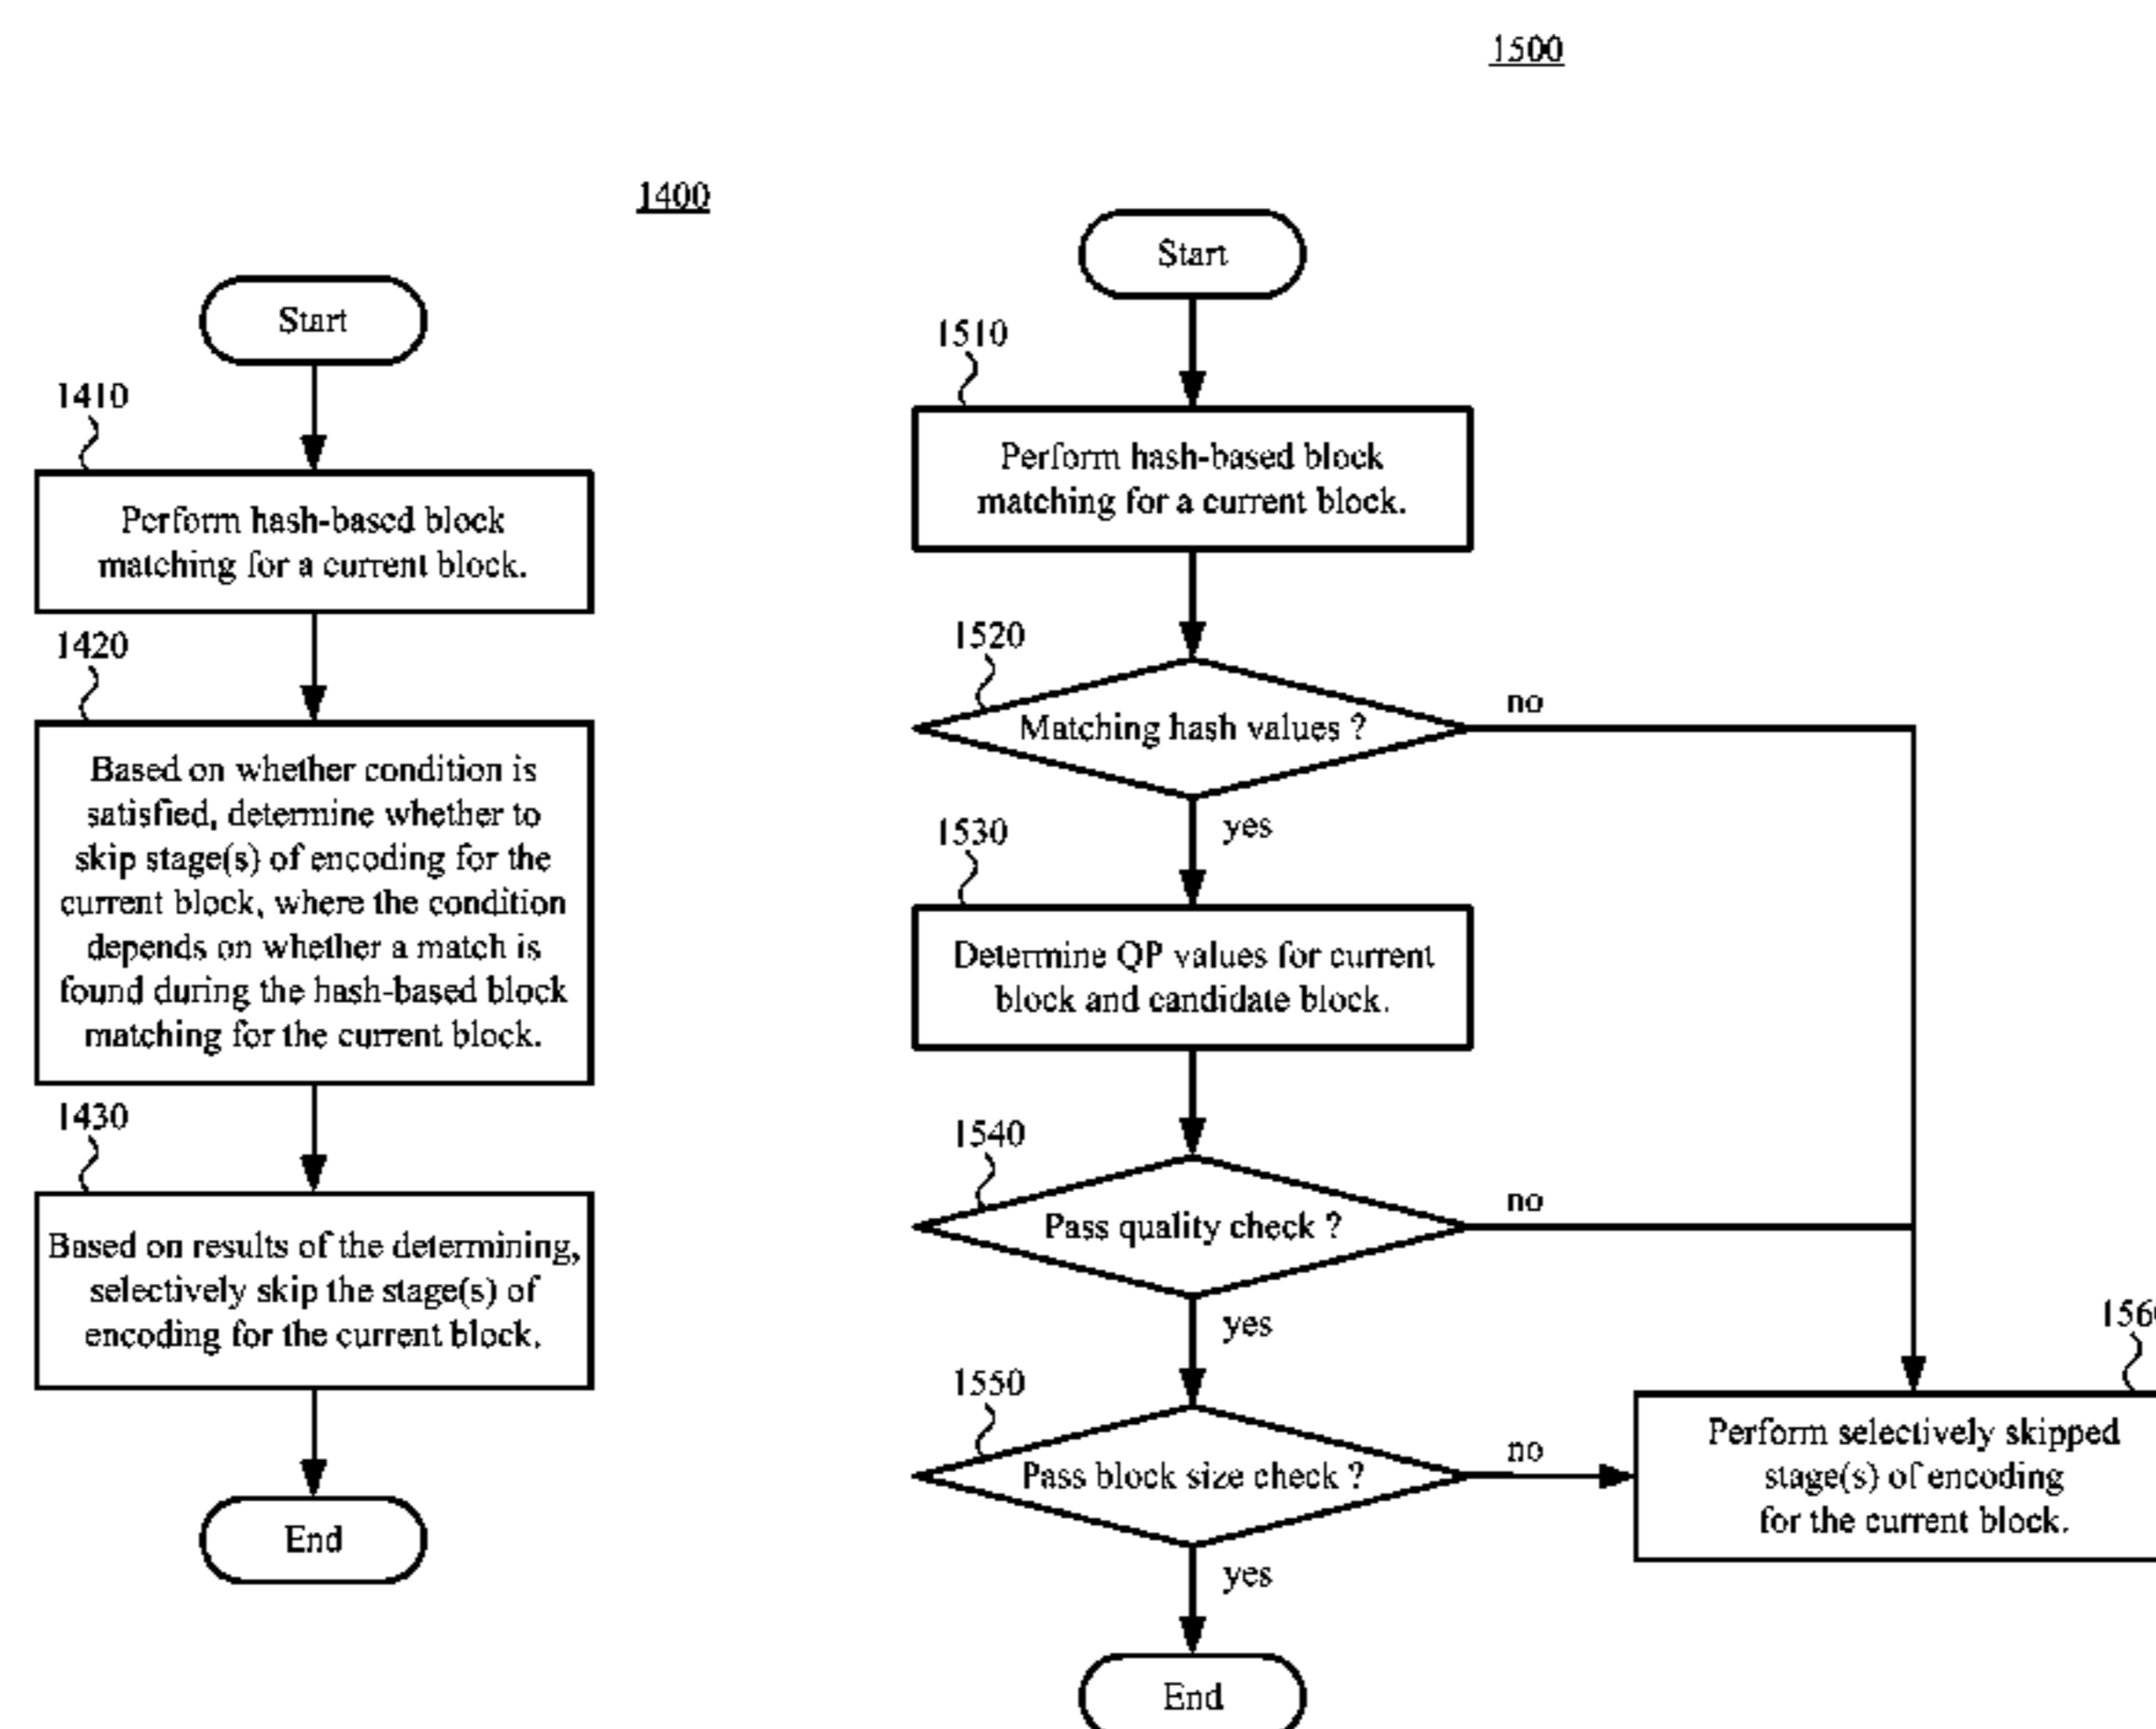 1400
Start
1410
Perform hash-based block
matching for a current block.
1420
Based on whether condition is
satisfied, determine whether to
skip stage(s) of encoding for the
current block, where the condition
depends on whether a match is
found during the hash-based block
matching for the current block.
1430
Based on results of the determining,
selectively skip the stage(s) of
encoding for the current block.
End
1500
Start
1510
Perform hash-based block
matching for a current block.
1520
Matching hash values ?
no
yes
1530
Determine QP values for current
block and candidate block.
1540
Pass quality check ?
no
yes
1550
Pass block size check ?
no
yes
Perform selectively skipped
stage(s) of encoding
for the current block.
End